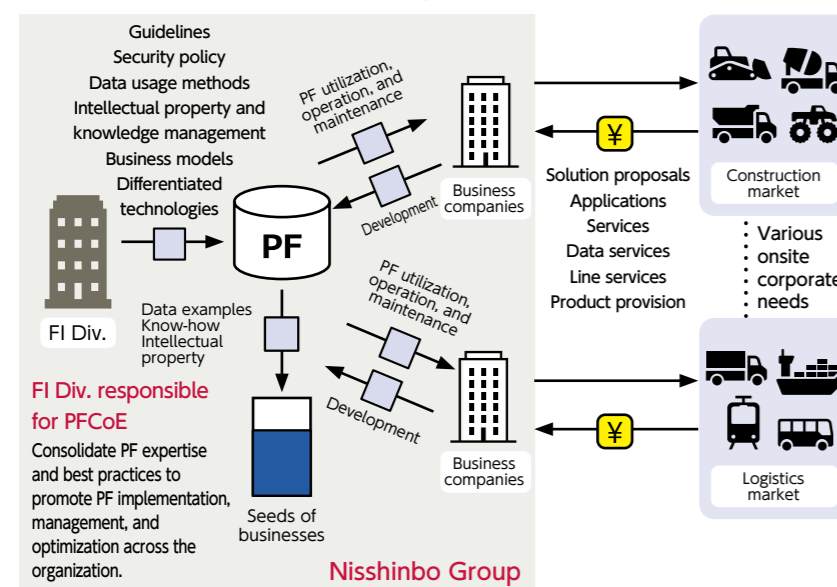 Guidelines
Security policy
Data usage methods
Intellectual property and
knowledge management
Business models
Differentiated
technologies
FI Div.
PF
PF utilization,
operation, and
maintenance
Development
Business
companies
Data examples
Know-how
Intellectual
property
PF utilization,
operation, and
maintenance
Development
Business
companies
Seeds of
businesses
FI Div. responsible
for PFCoE
Consolidate PF expertise
and best practices to
promote PF implementation,
management, and
optimization across the
organization.
Nisshinbo Group
¥
Solution proposals
Applications
Services
Data services
Line services
Product provision
¥
Construction
market
Various
onsite
corporate
needs
Logistics
market